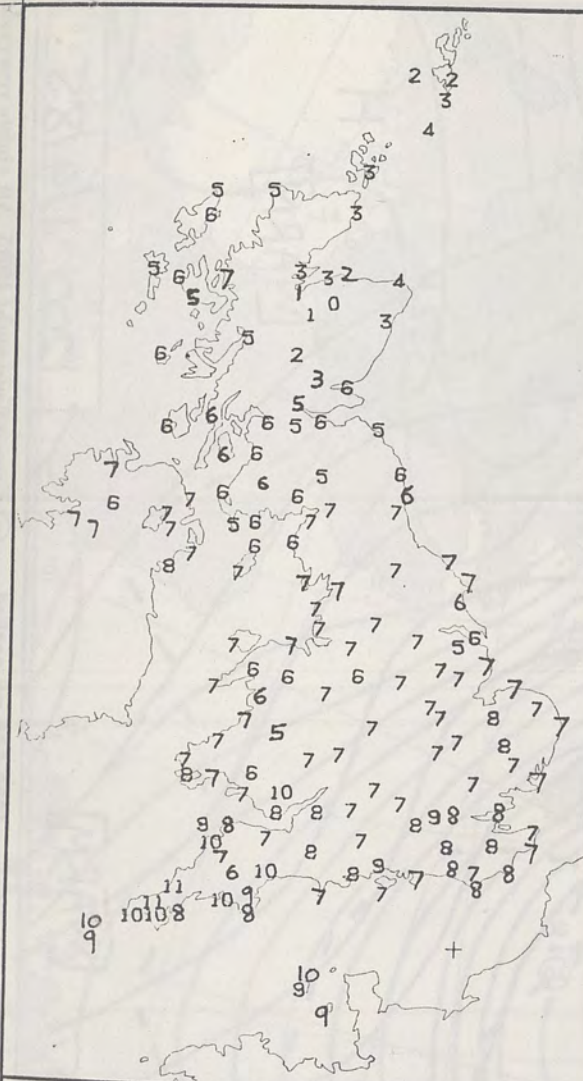 2 2
3
4
3
5 5
6 3
5 6 7 3 3 2 4
5 1 0
1 3
5
6 2
3 6
5
6 6 6 5 6 5
6 6
7 6 5 6
6 7 6 6 6
7 7 7 5 6 7 7 7
7 6 6
8 7 7 7
7 7 7 7
7 6
7 7 7 6
7 7 7 7 5
6 6 6 7 7 7
7 6 7 7 7
7 7 7 8 7
7 5 7 7 7 8
7 7 7 7 7
8 7 6 7 7
7 10 7 7
8 8 7 7 8
9 8 8 9 8
10 7 7 7
7 8 8 8 7
6 10 8 9 8 7 8
11 9 7 7 7 8
10 11 10
10 10 8 8
9
10
9
9